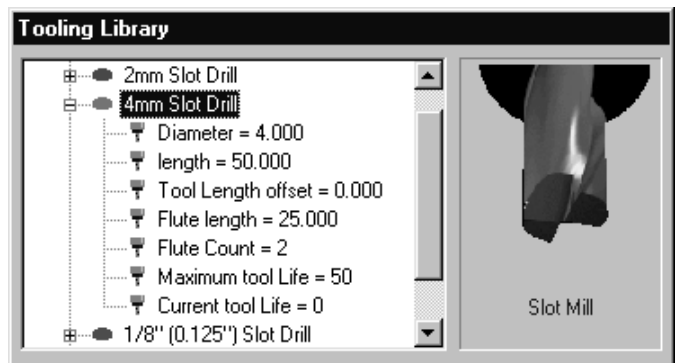 Tooling Library
2mm Slot Drill
4mm Slot Drill
Diameter = 4.000
length = 50.000
Tool Length offset = 0.000
Flute length = 25.000
Flute Count = 2
Maximum tool Life = 50
Current tool Life = 0
1/8" (0.125") Slot Drill
Slot Mill